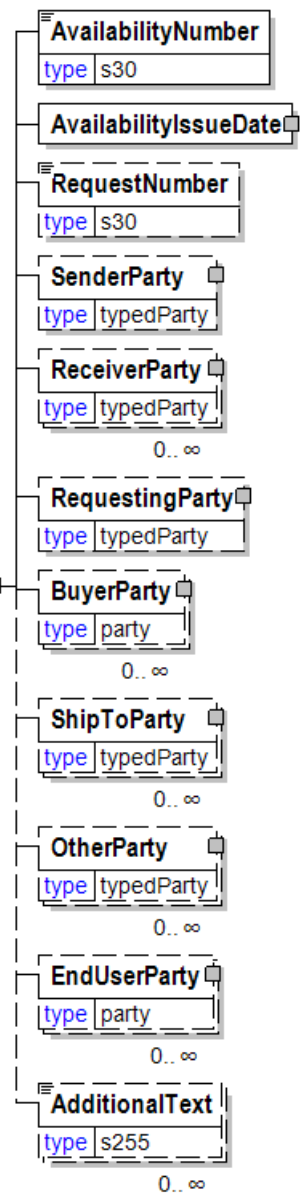 AvailabilityNumber
type s30
AvailabilityIssueDate
RequestNumber
type s30
SenderParty
type typedParty
ReceiverParty
type typedParty
0.. ∞
RequestingParty
type typedParty
BuyerParty
type party
0.. ∞
ShipToParty
type typedParty
0.. ∞
OtherParty
type typedParty
0.. ∞
EndUserParty
type party
0.. ∞
AdditionalText
type s255
0.. ∞